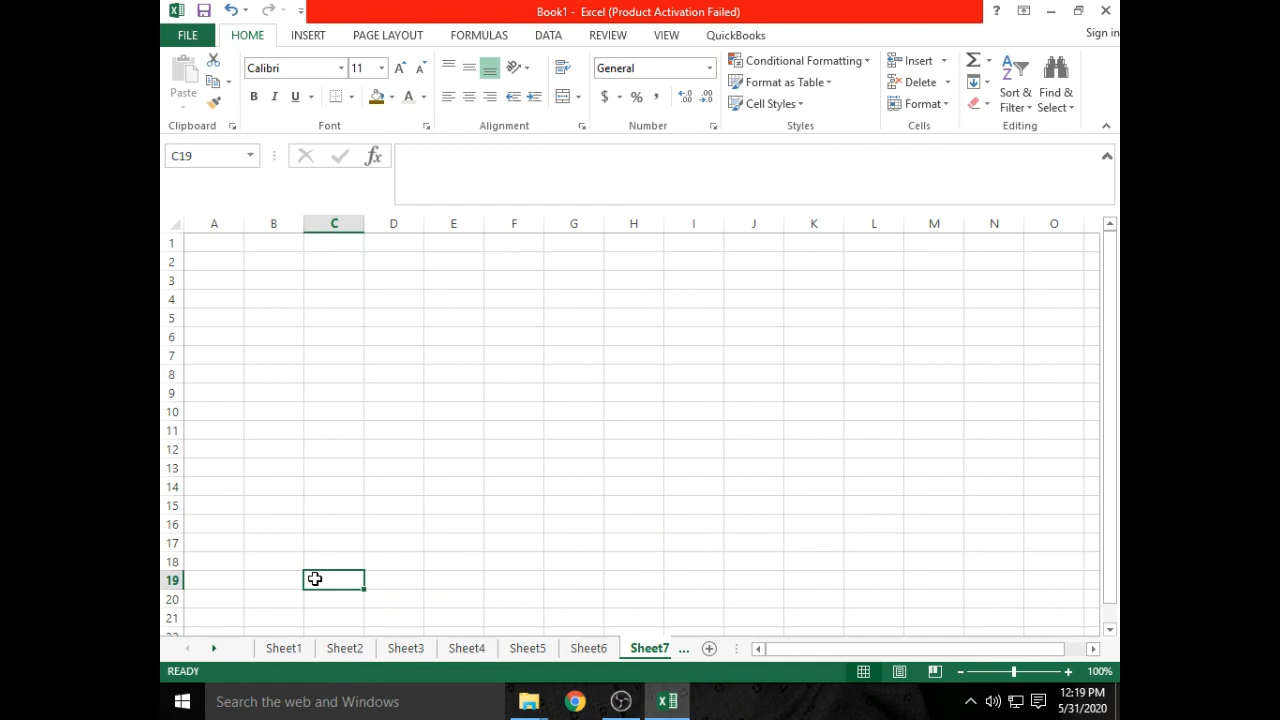 Book1 - Excel (Product Activation Failed)
?
FILE
HOME
INSERT
PAGE LAYOUT
FORMULAS
DATA
REVIEW
VIEW
QuickBooks
Sign in
Paste
Clipboard
Calibri
11
A A
B I U
A
Font
Alignment
General
$ % ,
Number
Conditional Formatting
Format as Table
Cell Styles
Styles
Insert
Delete
Format
Cells
Σ
Sort & Filter
Find & Select
Editing
C19
fx
A B C D E F G H I J K L M N O
1
2
3
4
5
6
7
8
9
10
11
12
13
14
15
16
17
18
19
20
21
Sheet1 Sheet2 Sheet3 Sheet4 Sheet5 Sheet6 Sheet7 ...
READY
100%
Search the web and Windows
12:19 PM
5/31/2020